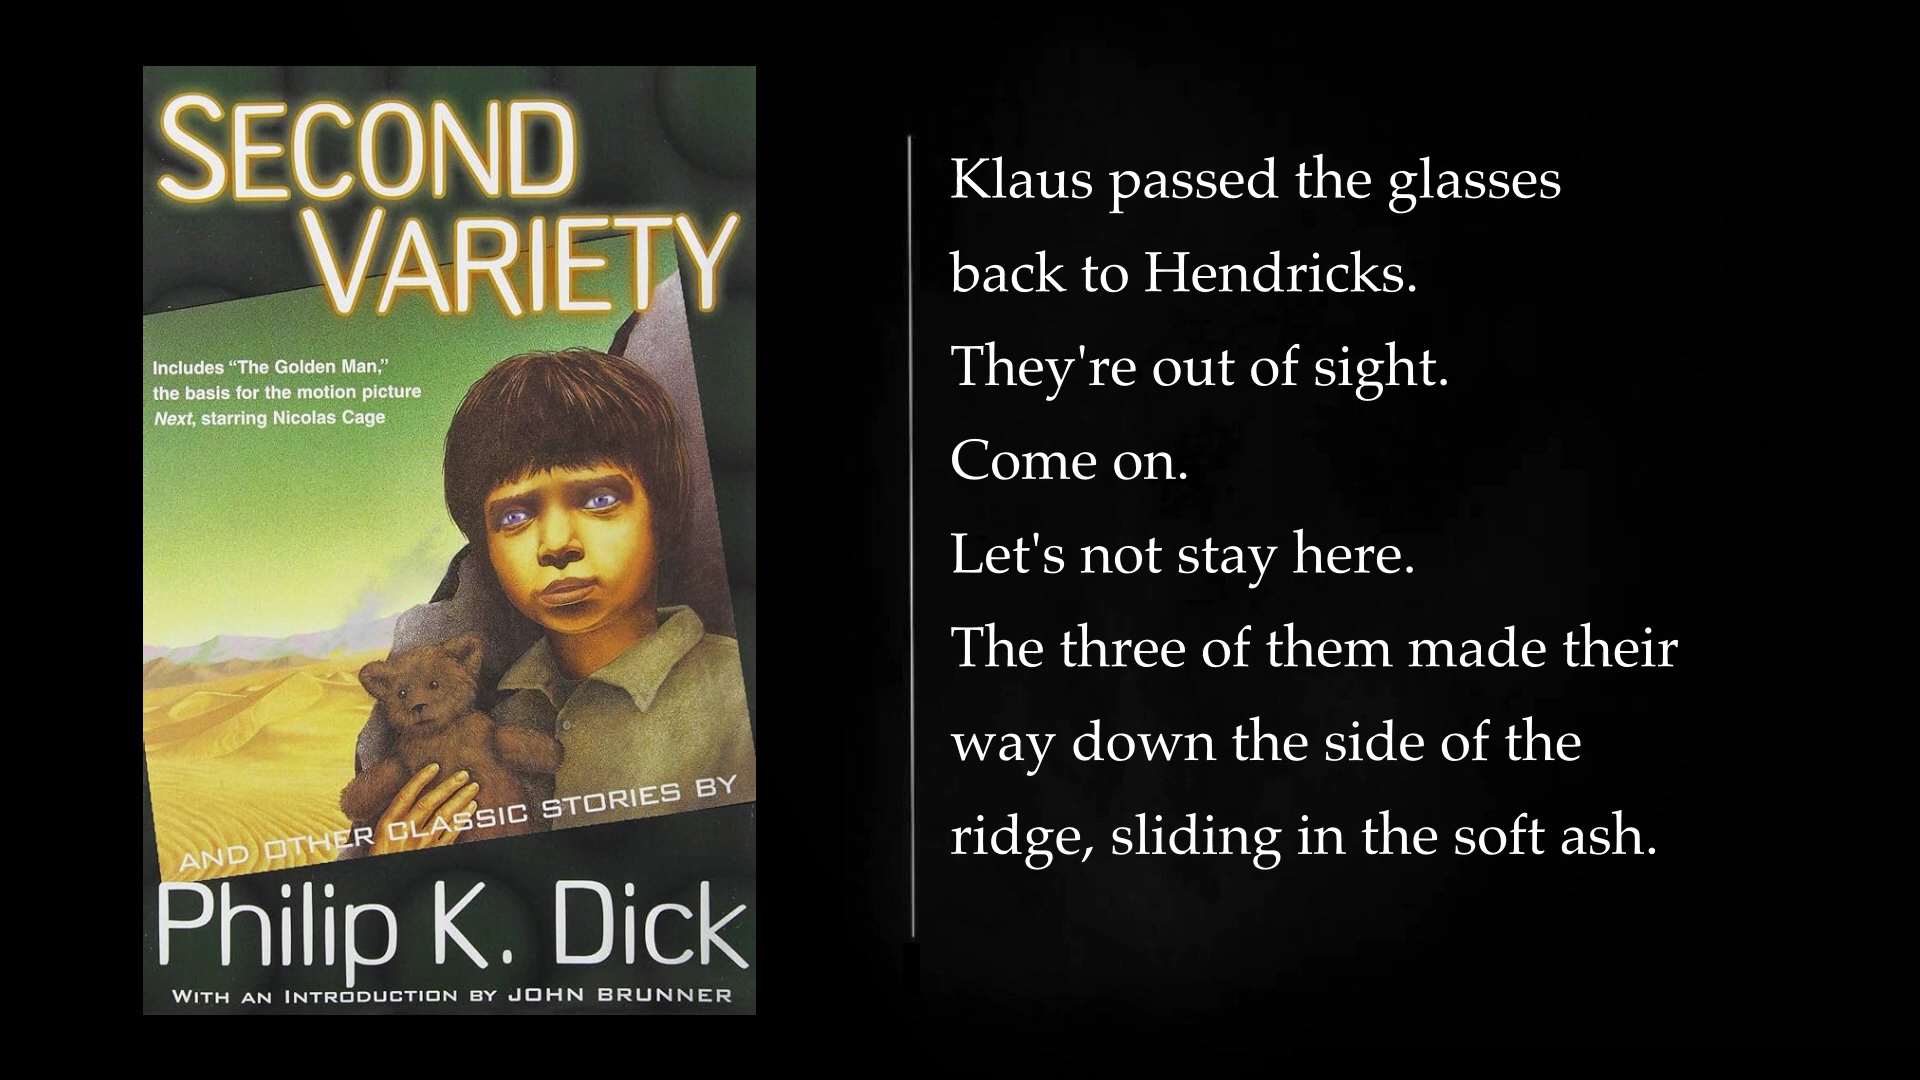 SECOND
VARIETY
Includes “The Golden Man,”
the basis for the motion picture
Next, starring Nicolas Cage
AND OTHER CLASSIC STORIES BY
Philip K. Dick
WITH AN INTRODUCTION BY JOHN BRUNNER
Klaus passed the glasses
back to Hendricks.
They're out of sight.
Come on.
Let's not stay here.
The three of them made their
way down the side of the
ridge, sliding in the soft ash.